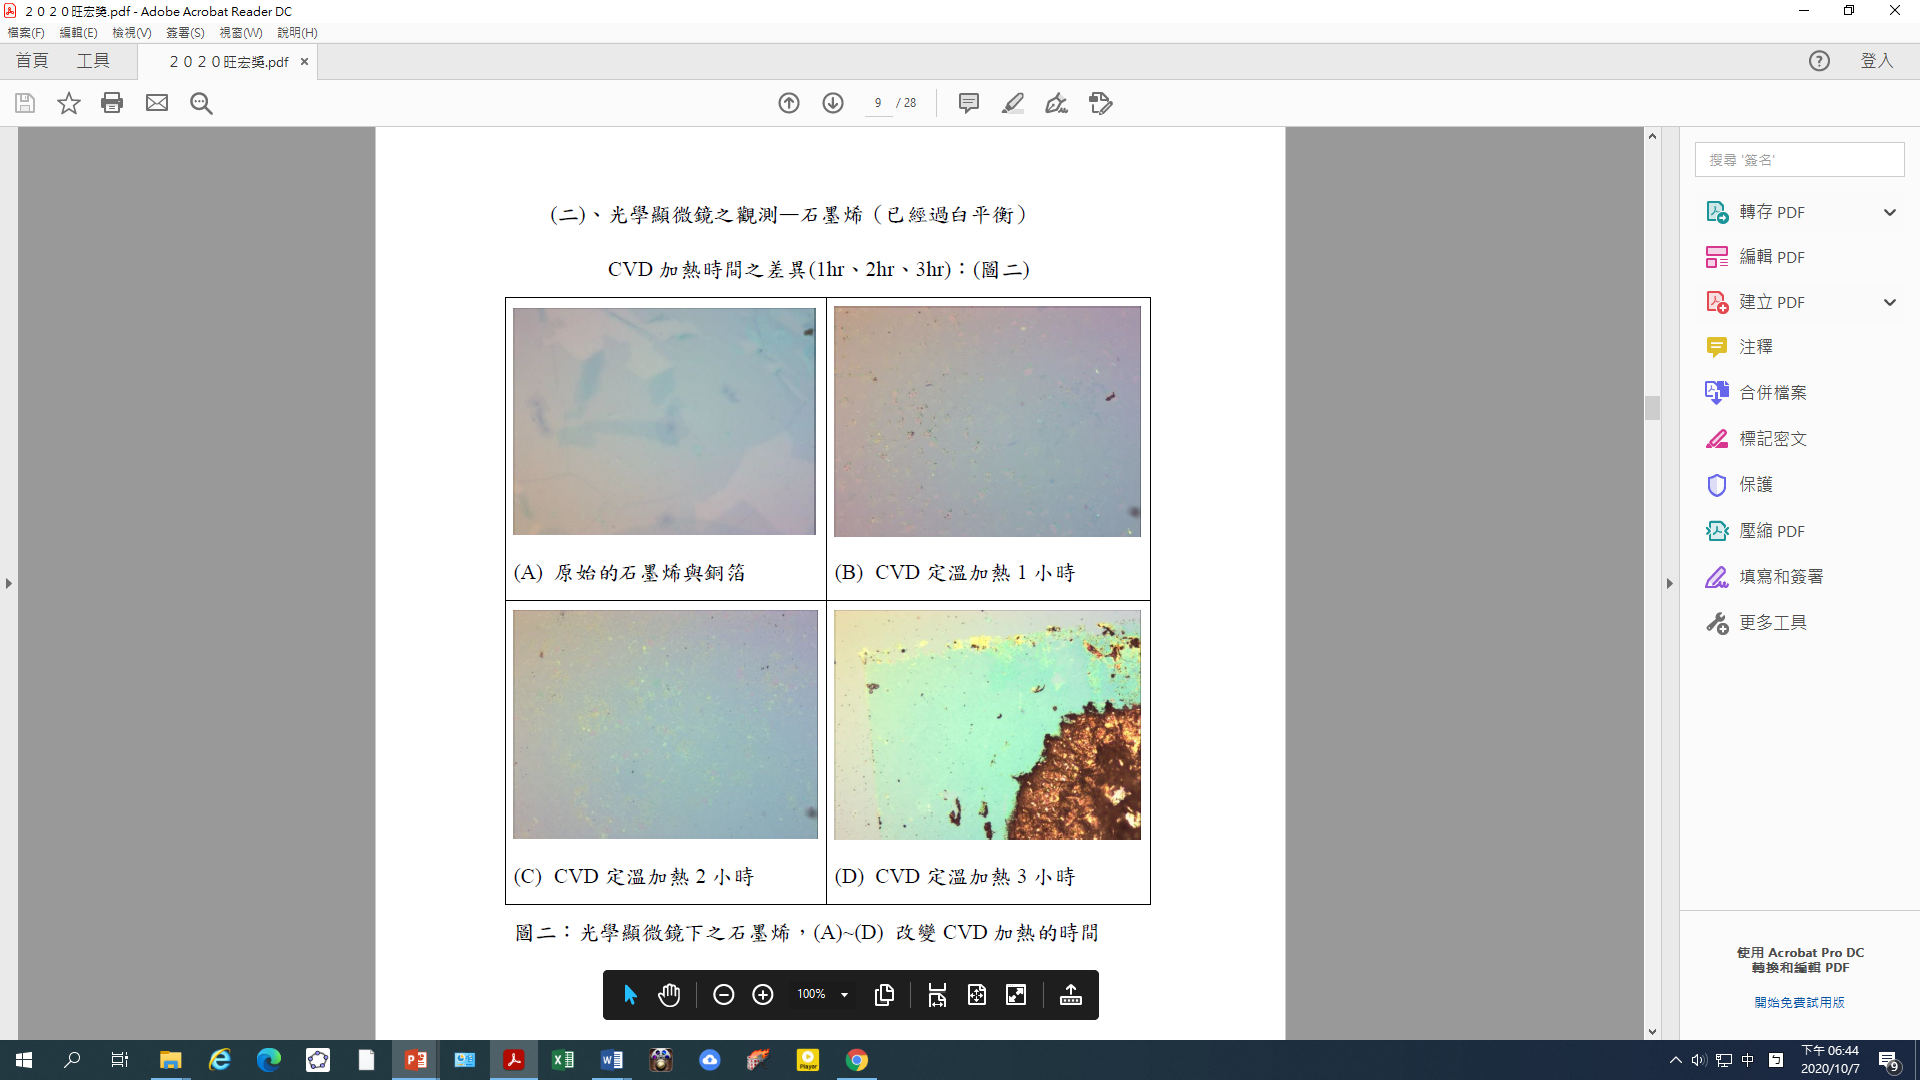 ２０２０旺宏獎.pdf - Adobe Acrobat Reader DC
檔案(F) 編輯(E) 檢視(V) 簽署(S) 視窗(W) 說明(H)
首頁 工具 ２０２０旺宏獎.pdf × 登入
9 / 28
搜尋 '簽名'
轉存 PDF
編輯 PDF
建立 PDF
注釋
合併檔案
標記密文
保護
壓縮 PDF
填寫和簽署
更多工具
使用 Acrobat Pro DC
轉換和編輯 PDF
開始免費試用版
(二)、光學顯微鏡之觀測—石墨烯（已經過白平衡）
CVD 加熱時間之差異(1hr、2hr、3hr)：(圖二)
(A) 原始的石墨烯與銅箔
(B) CVD 定溫加熱 1 小時
(C) CVD 定溫加熱 2 小時
(D) CVD 定溫加熱 3 小時
圖二：光學顯微鏡下之石墨烯，(A)~(D) 改變 CVD 加熱的時間
100%
中
下午 06:44
2020/10/7
9